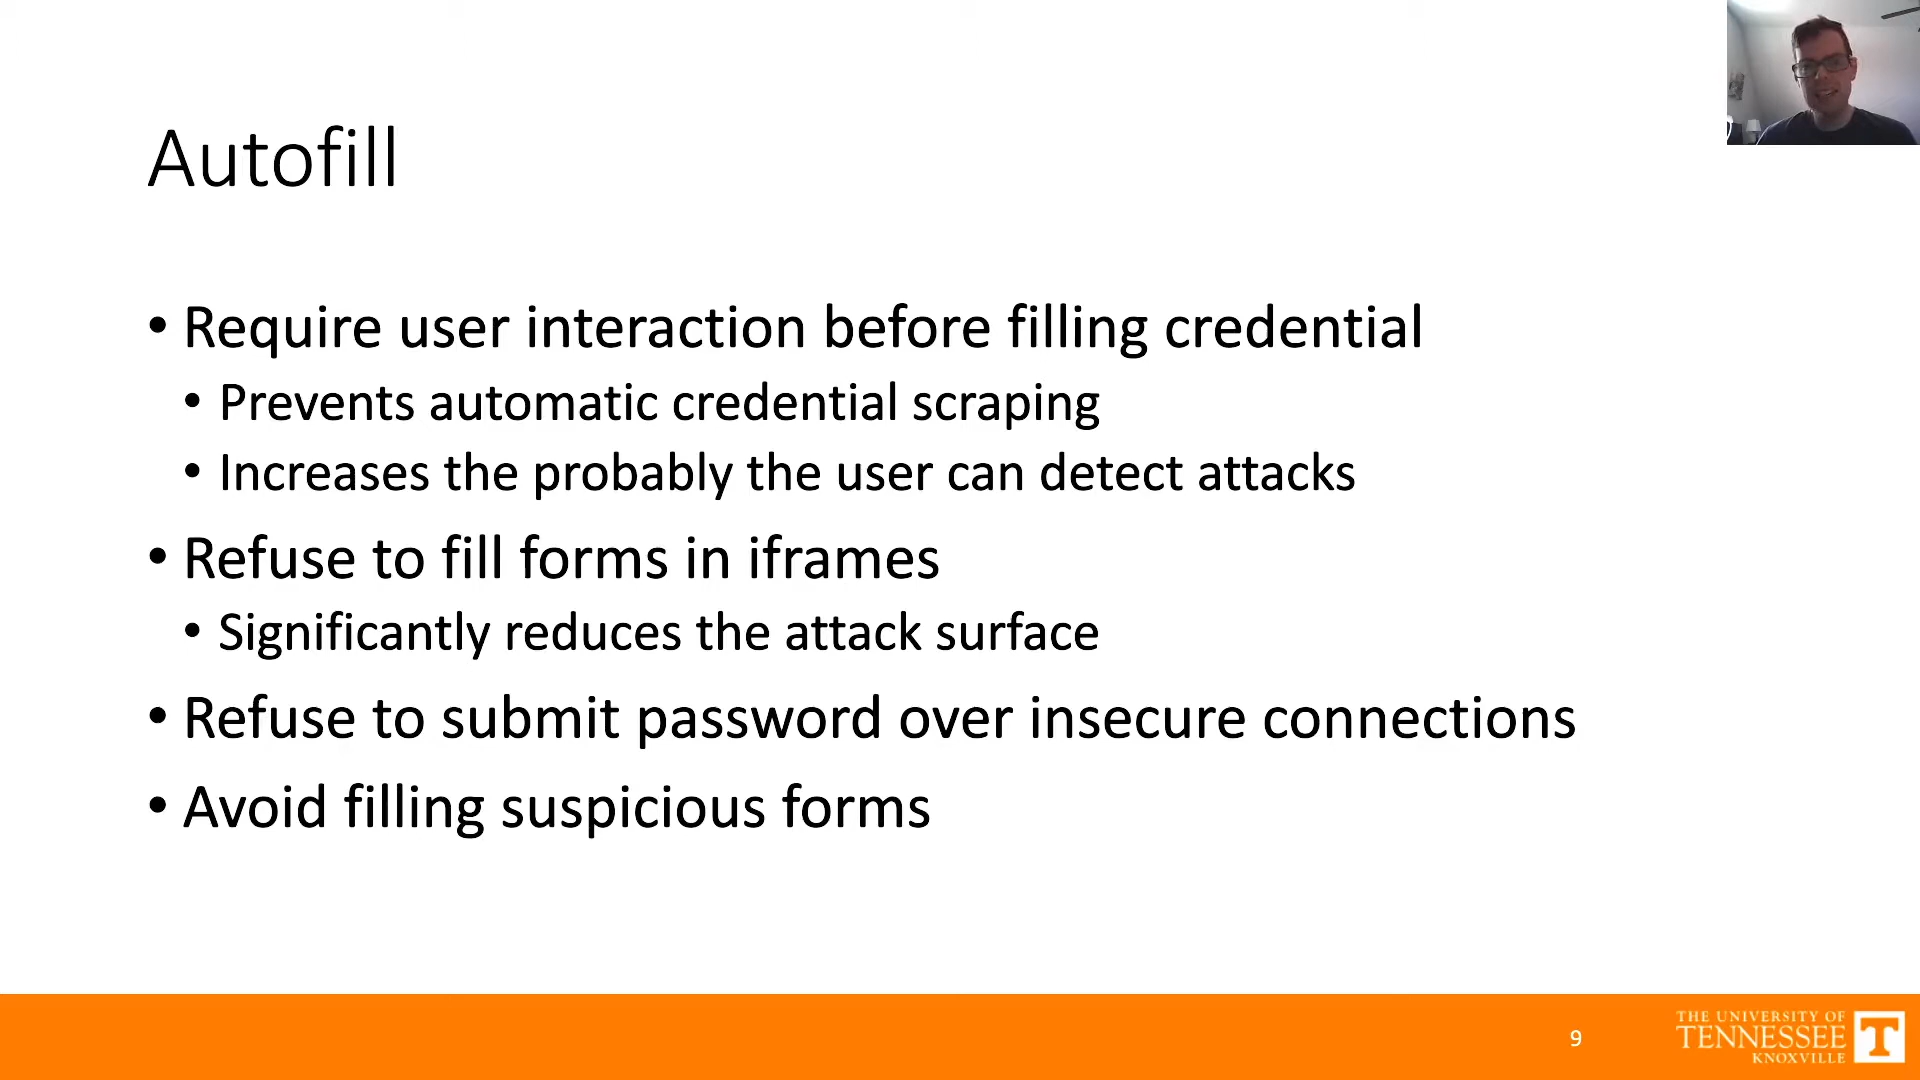 Autofill
• Require user interaction before filling credential
• Prevents automatic credential scraping
• Increases the probably the user can detect attacks
• Refuse to fill forms in iframes
• Significantly reduces the attack surface
• Refuse to submit password over insecure connections
• Avoid filling suspicious forms
9
THE UNIVERSITY OF
TENNESSEE
KNOXVILLE
T